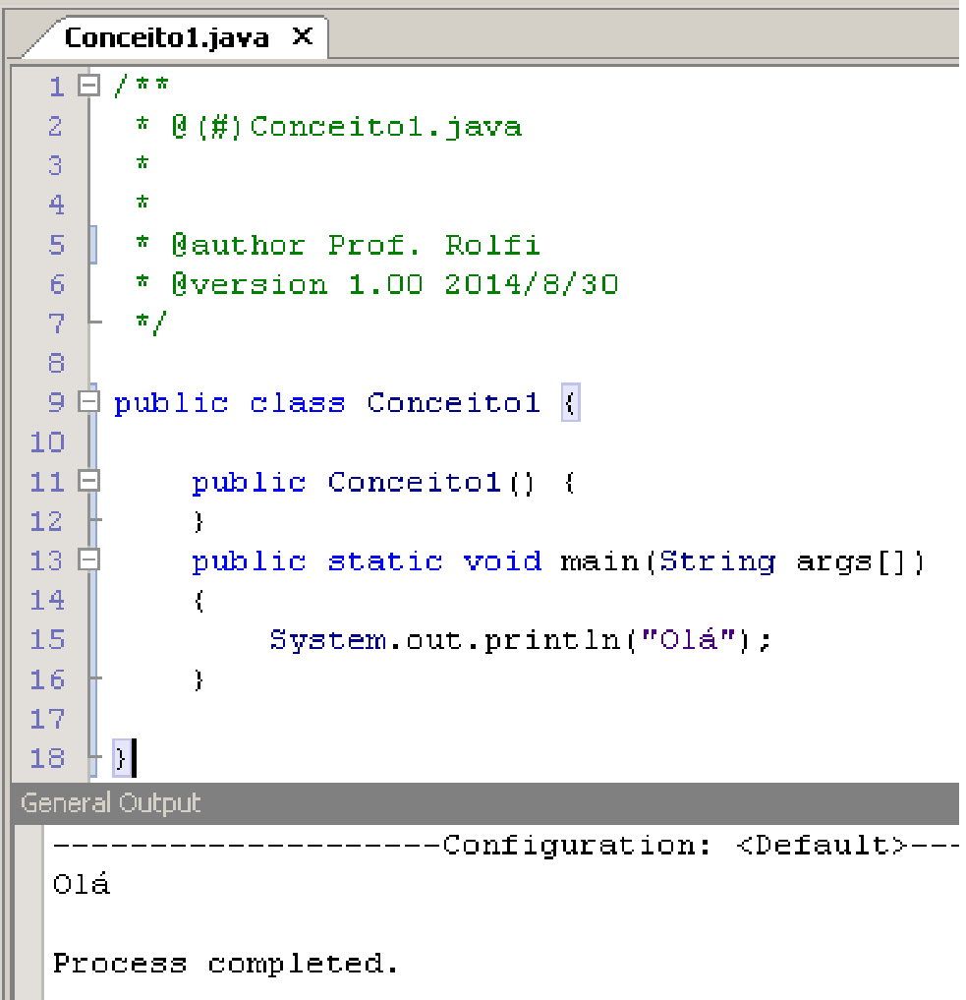 Conceito1.java X
1 /**
2 * @(#)Conceito1.java
3 *
4 *
5 * @author Prof. Rolfi
6 * @version 1.00 2014/8/30
7 */
8
9 public class Conceito1 {
10
11 public Conceito1() {
12 }
13 public static void main(String args[])
14 {
15 System.out.println("Olá");
16 }
17
18 }
General Output
--------------------Configuration: <Default>---
Olá
Process completed.